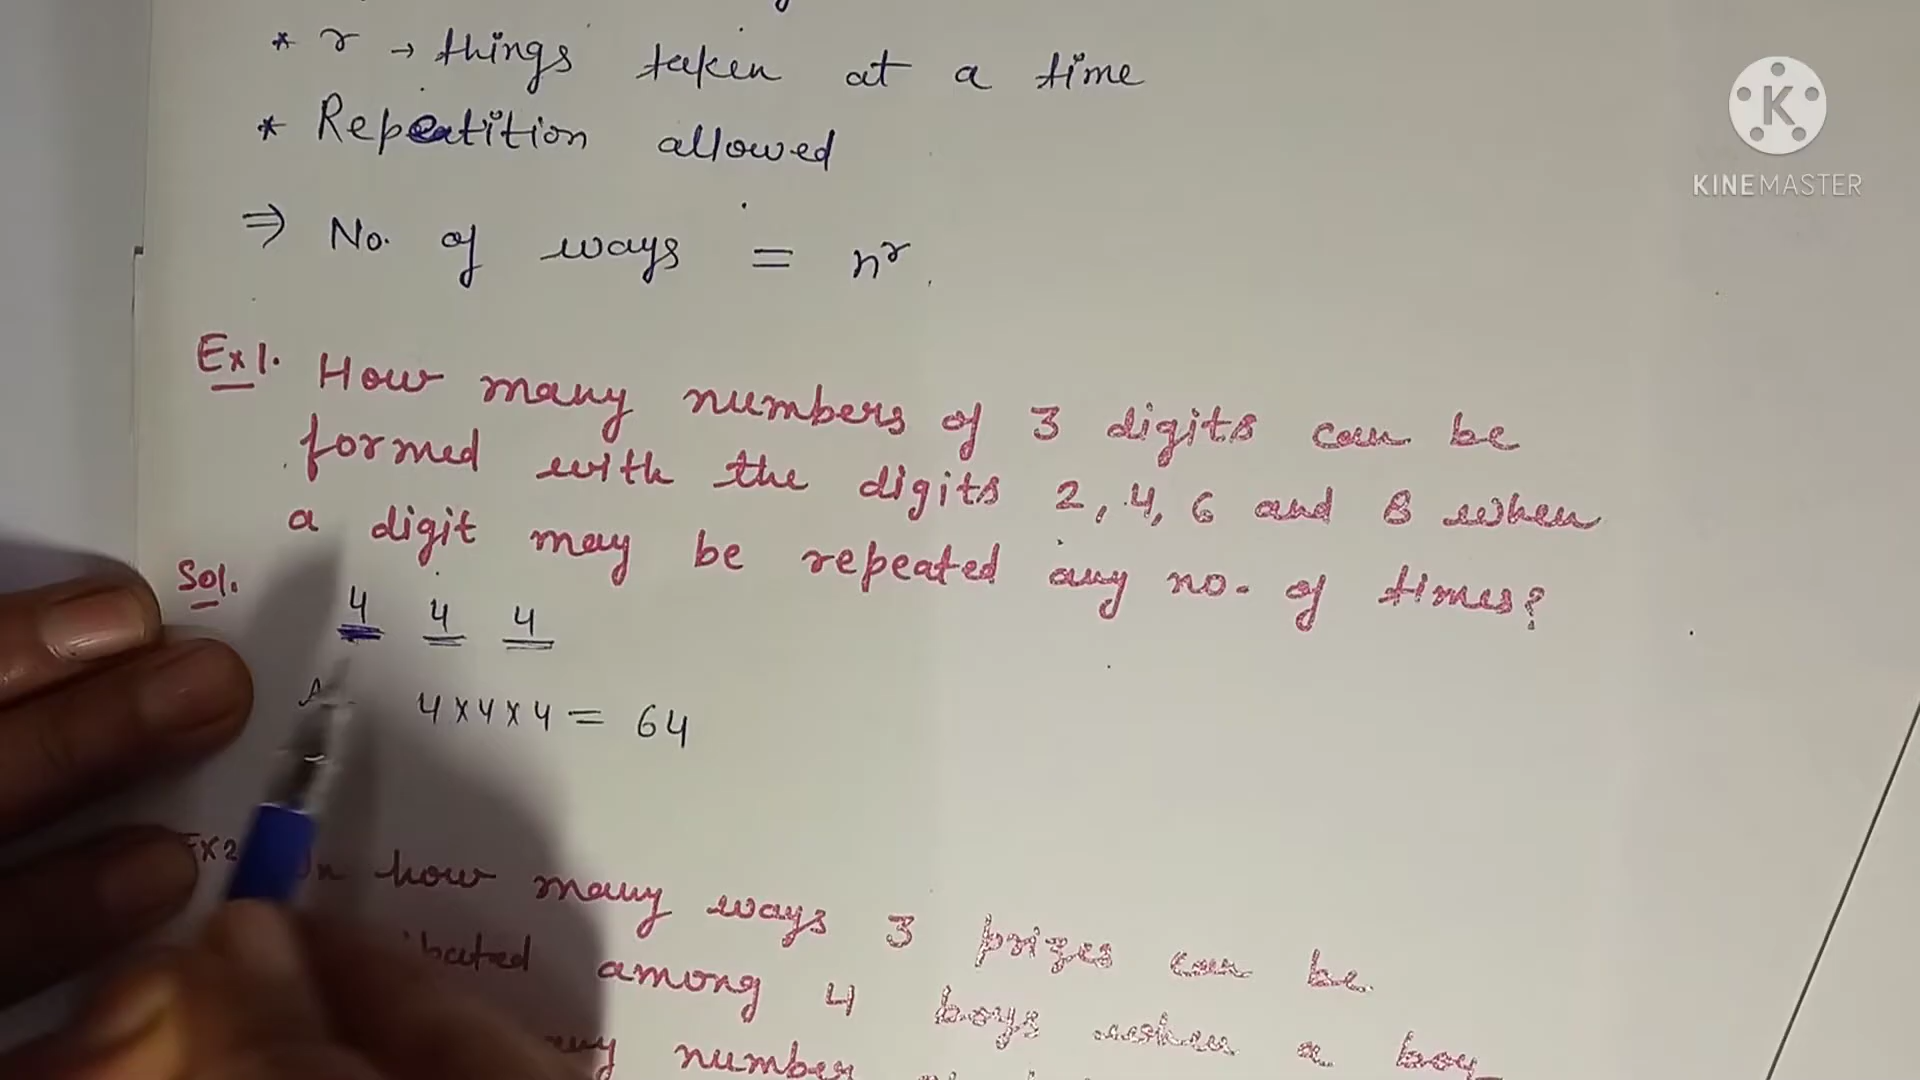 * r → things taken at a time
* Repeatition allowed
⇒ No. of ways = nʳ
KINEMASTER
Ex1. How many numbers of 3 digits can be
formed with the digits 2, 4, 6 and 8 when
a digit may be repeated any no. of times?
Sol.
4 4 4
4×4×4 = 64
Ex2 In how many ways 3 prizes can be
among 4 boys when a boy
number